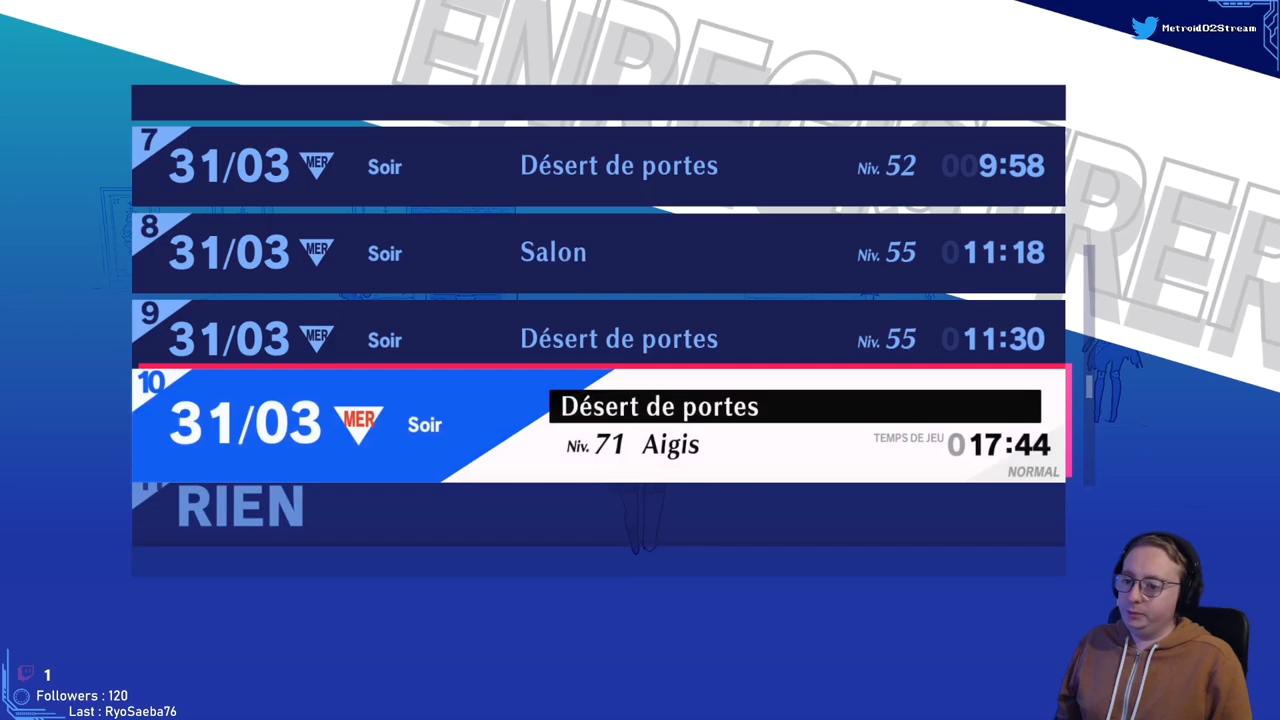 Metroid02Stream
ENREGISTRER
7
31/03 MER Soir Désert de portes Niv. 52 009:58
8
31/03 MER Soir Salon Niv. 55 011:18
9
31/03 MER Soir Désert de portes Niv. 55 011:30
10
31/03 MER Soir Désert de portes
Niv. 71 Aigis TEMPS DE JEU 017:44
NORMAL
RIEN
1
Followers : 120
Last : RyoSaeba76